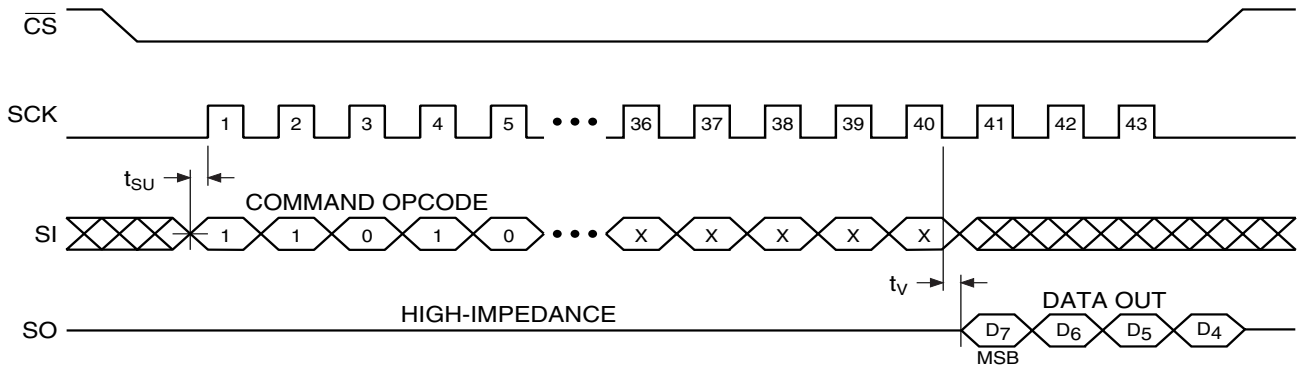 CS
SCK 1 2 3 4 5 ••• 36 37 38 39 40 41 42 43
tSU
COMMAND OPCODE
SI 1 1 0 1 0 ••• X X X X X
tV
HIGH-IMPEDANCE DATA OUT
SO D7 D6 D5 D4
MSB